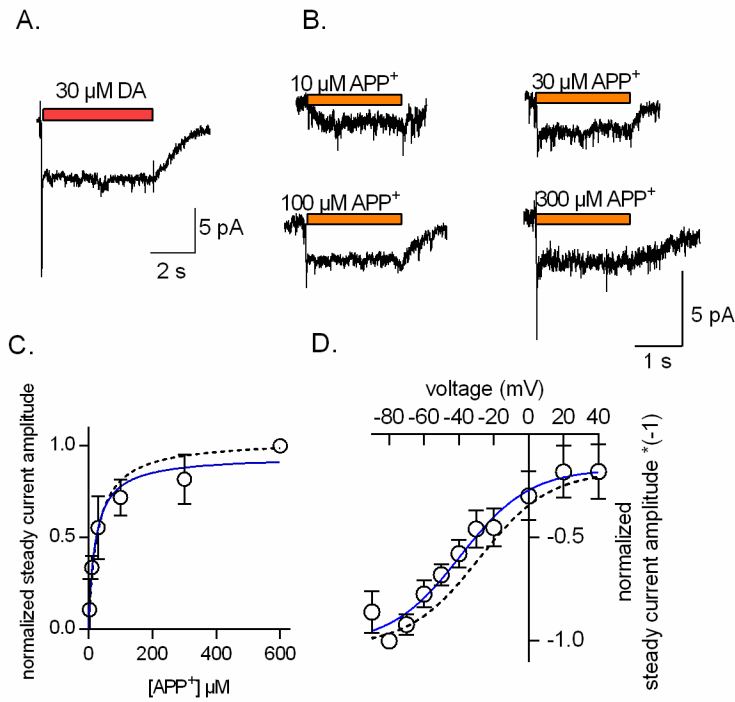 A.
B.
30 µM DA
10 µM APP+
30 µM APP+
100 µM APP+
300 µM APP+
5 pA
2 s
5 pA
1 s
C.
D.
normalized steady current amplitude
1.0
0.5
0.0
0 200 400 600
[APP+] µM
voltage (mV)
-80 -60 -40 -20 0 20 40
-0.5
-1.0
normalized
steady current amplitude *(-1)